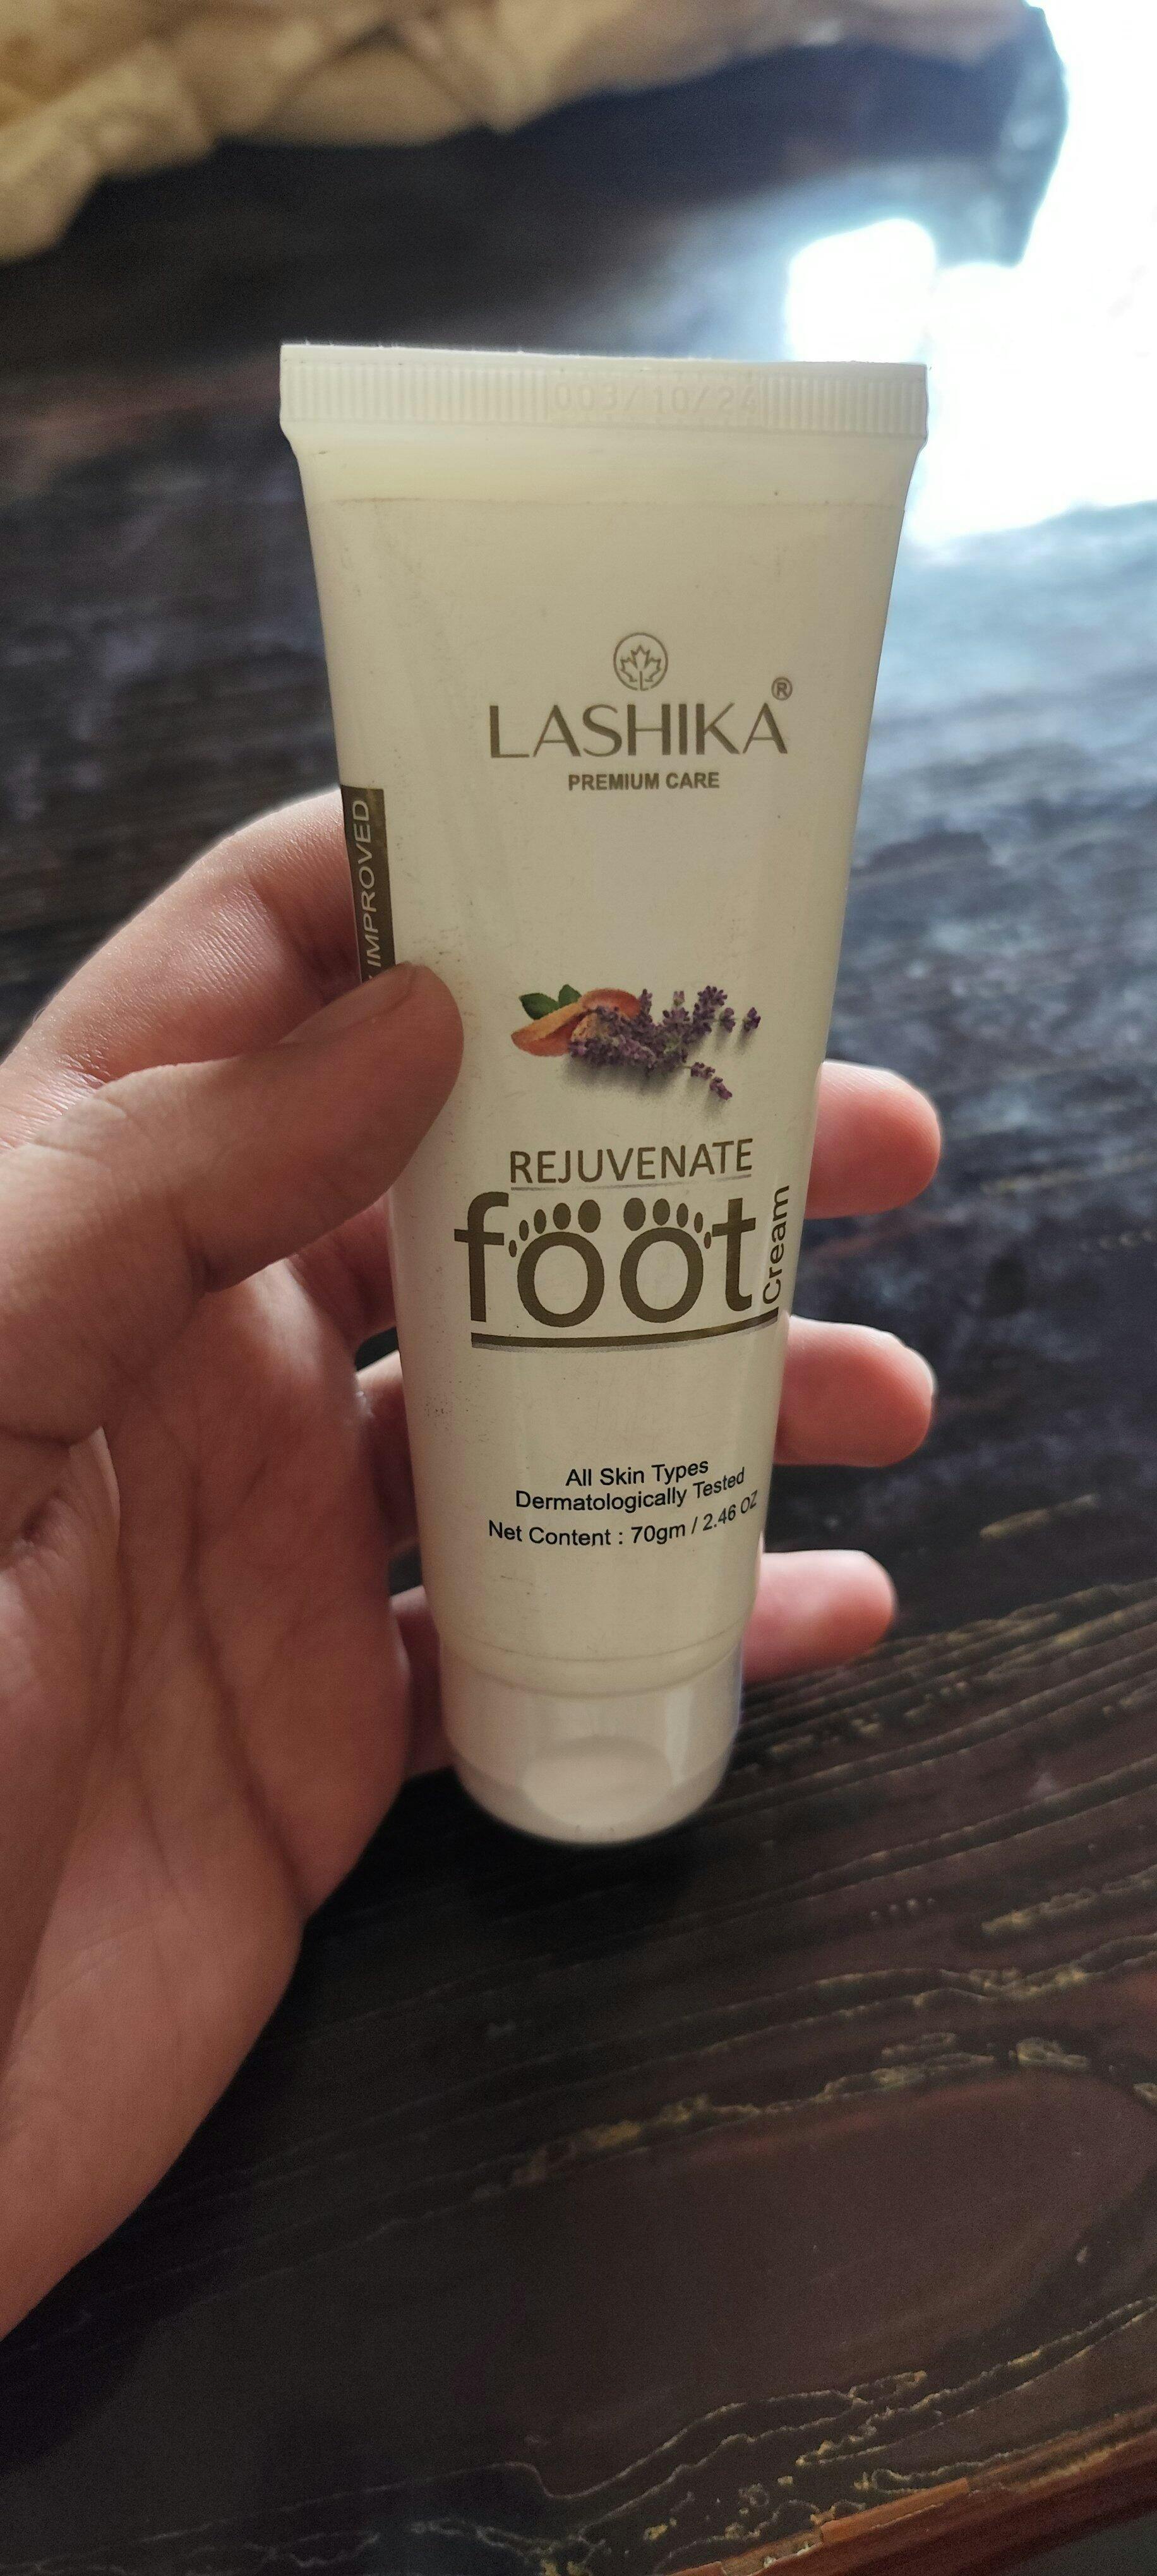 003/10/24
LASHIKA®
PREMIUM CARE
IMPROVED
REJUVENATE
foot
Cream
All Skin Types
Dermatologically Tested
Net Content : 70gm / 2.46 OZ